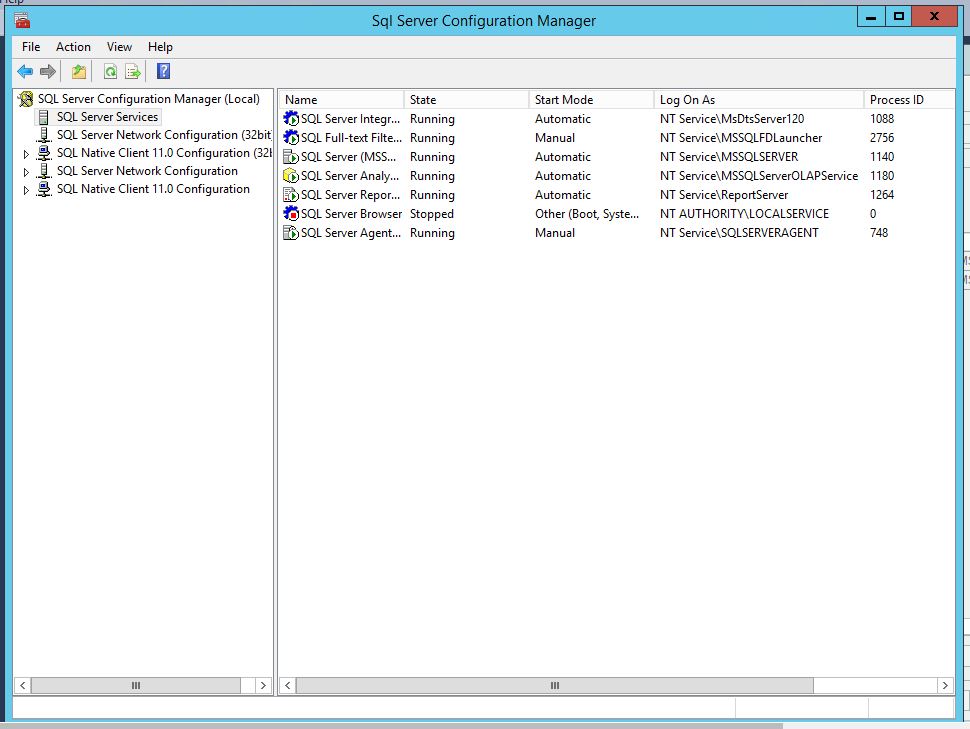 Help
Sql Server Configuration Manager
File Action View Help
SQL Server Configuration Manager (Local)
SQL Server Services
SQL Server Network Configuration (32bit
SQL Native Client 11.0 Configuration (32b
SQL Server Network Configuration
SQL Native Client 11.0 Configuration
Name State Start Mode Log On As Process ID
SQL Server Integr... Running Automatic NT Service\MsDtsServer120 1088
SQL Full-text Filte... Running Manual NT Service\MSSQLFDLauncher 2756
SQL Server (MSS... Running Automatic NT Service\MSSQLSERVER 1140
SQL Server Analy... Running Automatic NT Service\MSSQLServerOLAPService 1180
SQL Server Repor... Running Automatic NT Service\ReportServer 1264
SQL Server Browser Stopped Other (Boot, Syste... NT AUTHORITY\LOCALSERVICE 0
SQL Server Agent... Running Manual NT Service\SQLSERVERAGENT 748